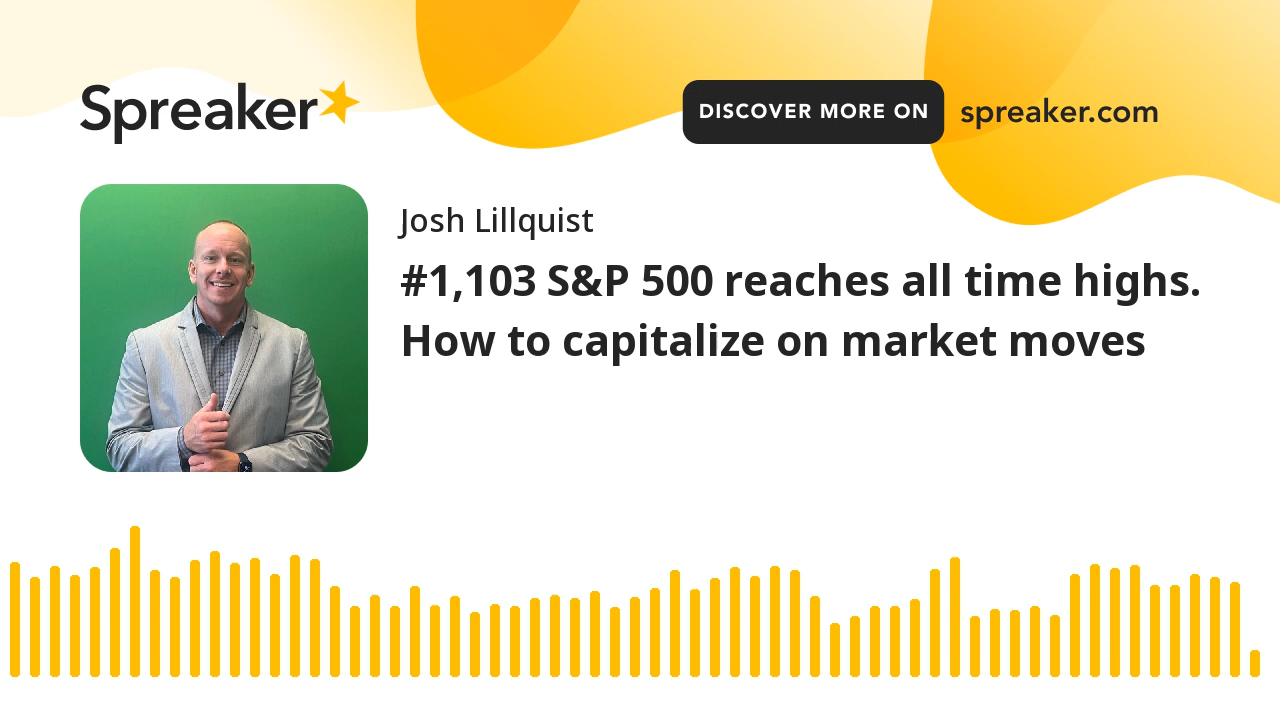 Spreaker
DISCOVER MORE ON
spreaker.com
Josh Lillquist
#1,103 S&P 500 reaches all time highs.
How to capitalize on market moves